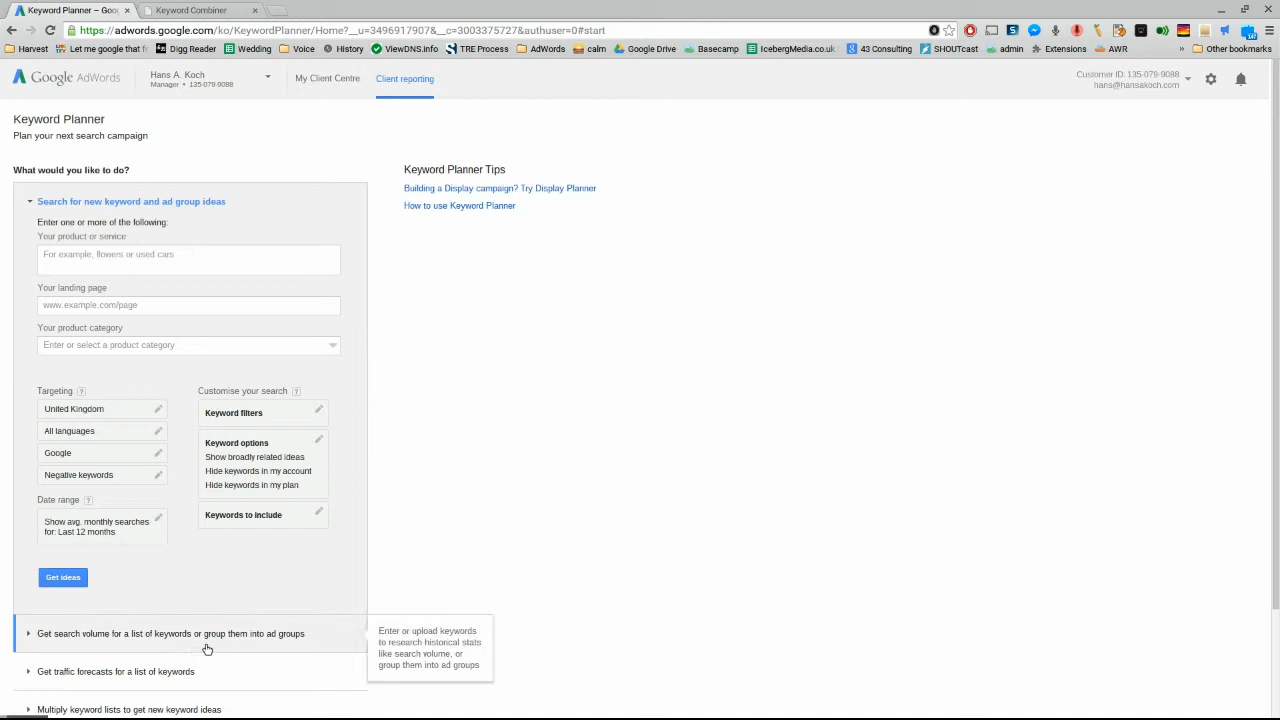 Keyword Planner – Goo
Keyword Combiner
https://adwords.google.com/ko/KeywordPlanner/Home?__u=3496917907&__c=3003375727&authuser=0#start
Harvest
Let me google that f
Digg Reader
Wedding
Voice
History
ViewDNS.info
TRE Process
AdWords
calm
Google Drive
Basecamp
IcebergMedia.co.uk
43 Consulting
SHOUTcast
admin
Extensions
AWR
»
Other bookmarks
Google AdWords
Hans A. Koch
Manager • 135-079-9088
My Client Centre
Client reporting
Customer ID: 135-079-9088
hans@hansakoch.com
Keyword Planner
Plan your next search campaign
What would you like to do?
Search for new keyword and ad group ideas
Enter one or more of the following:
Your product or service
For example, flowers or used cars
Your landing page
www.example.com/page
Your product category
Enter or select a product category
Targeting ?
United Kingdom
All languages
Google
Negative keywords
Date range ?
Show avg. monthly searches
for: Last 12 months
Customise your search ?
Keyword filters
Keyword options
Show broadly related ideas
Hide keywords in my account
Hide keywords in my plan
Keywords to include
Get ideas
Get search volume for a list of keywords or group them into ad groups
Get traffic forecasts for a list of keywords
Multiply keyword lists to get new keyword ideas
Enter or upload keywords
to research historical stats
like search volume, or
group them into ad groups
Keyword Planner Tips
Building a Display campaign? Try Display Planner
How to use Keyword Planner